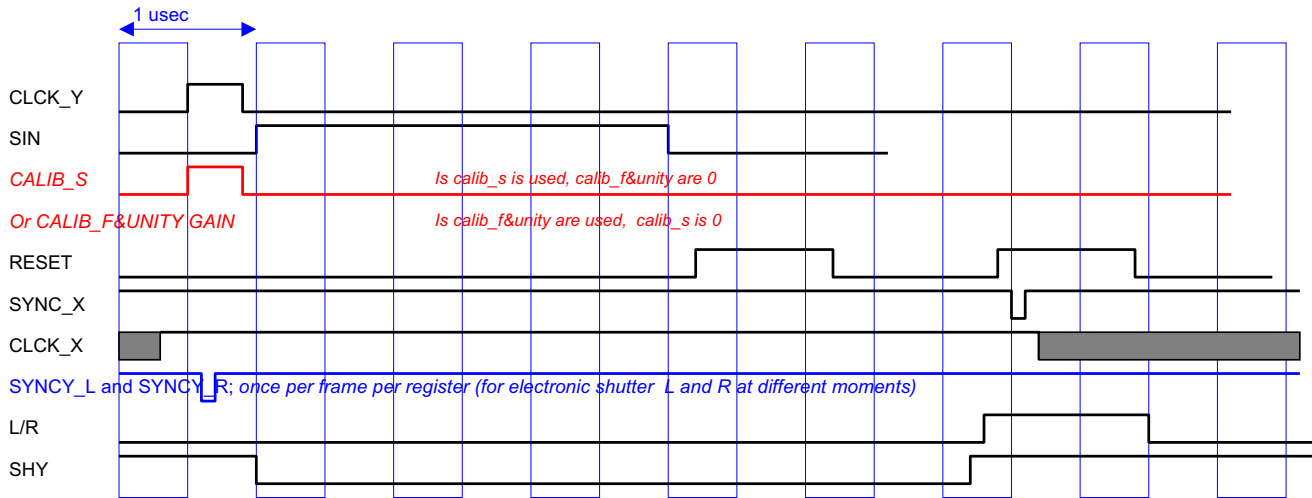 1 usec
CLCK_Y
SIN
CALIB_S Is calib_s is used, calib_f&unity are 0
Or CALIB_F&UNITY GAIN Is calib_f&unity are used, calib_s is 0
RESET
SYNC_X
CLCK_X
SYNCY_L and SYNCY_R; once per frame per register (for electronic shutter L and R at different moments)
L/R
SHY